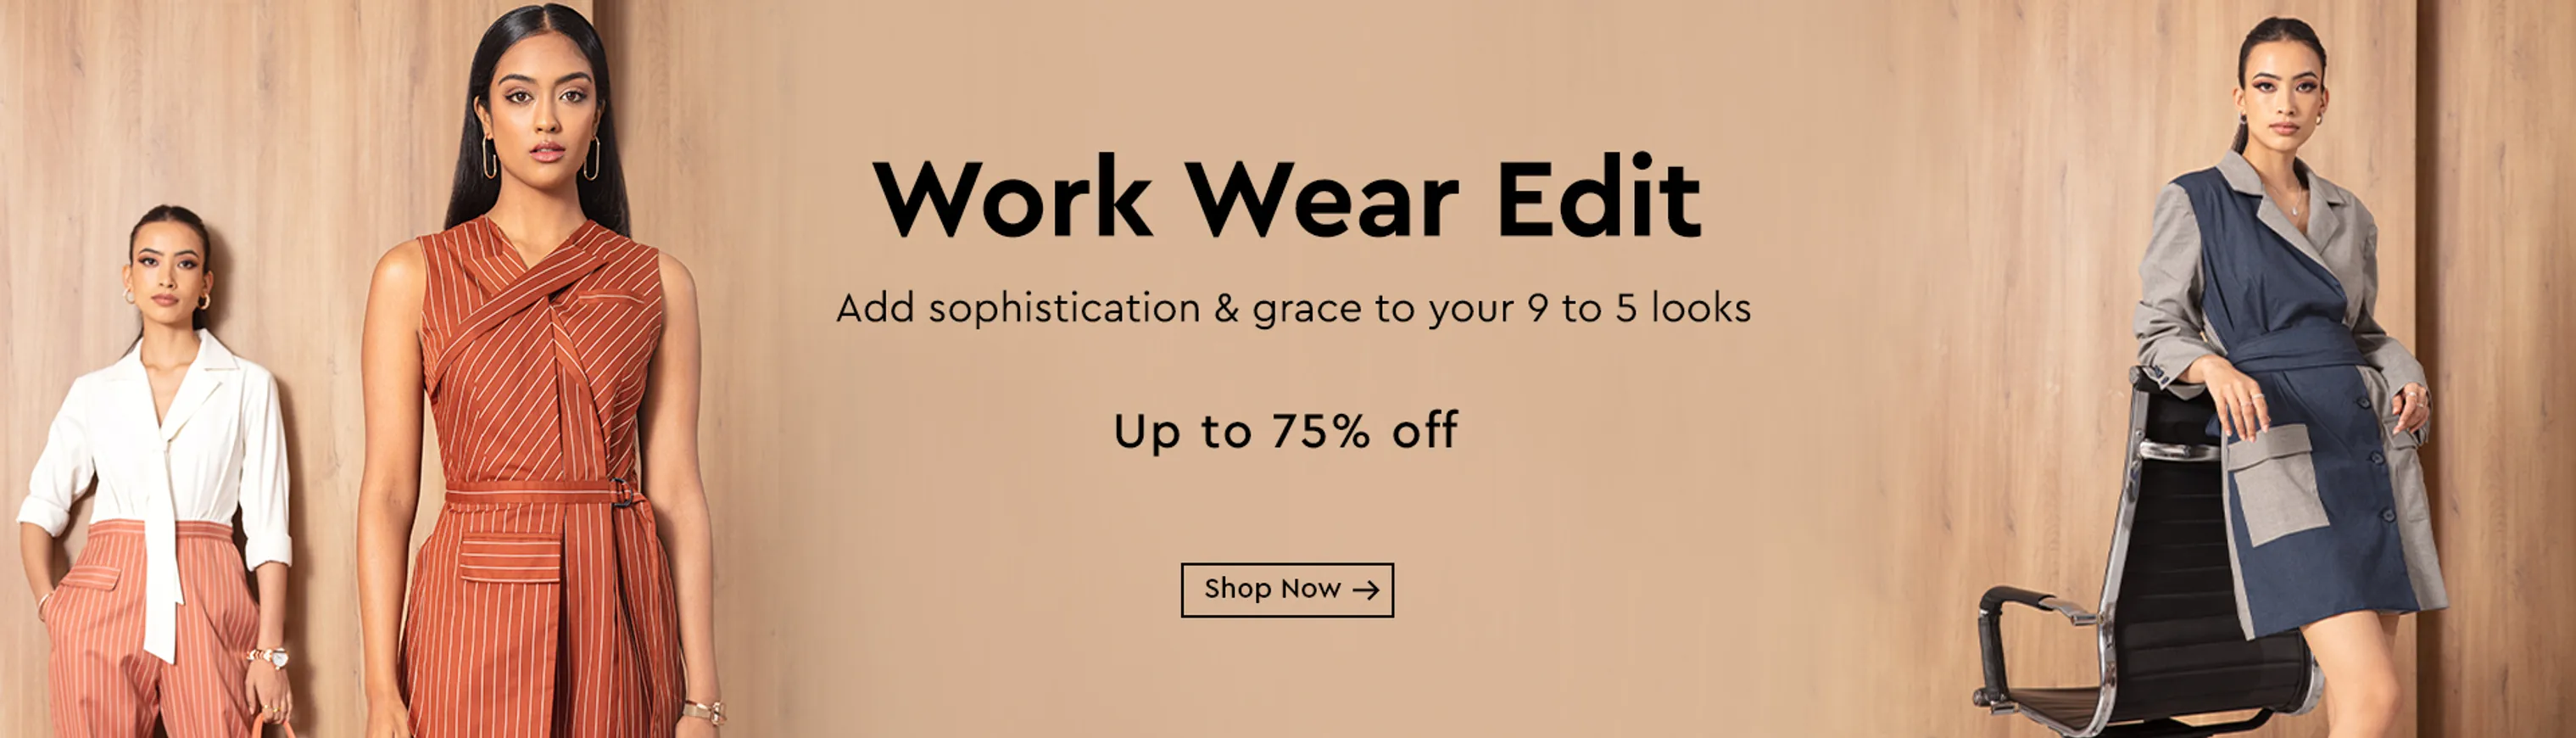 Work Wear Edit
Add sophistication & grace to your 9 to 5 looks
Up to 75% off
Shop Now →